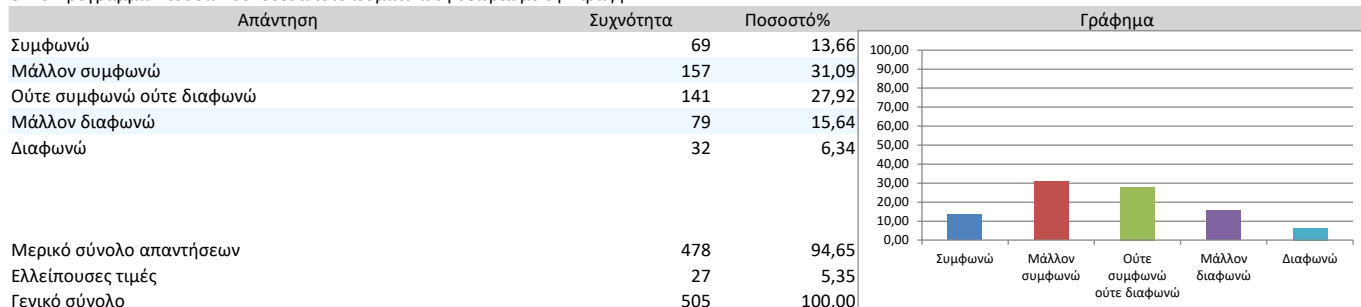 Απάντηση Συχνότητα Ποσοστό% Γράφημα
Συμφωνώ 69 13,66
Μάλλον συμφωνώ 157 31,09
Ούτε συμφωνώ ούτε διαφωνώ 141 27,92
Μάλλον διαφωνώ 79 15,64
Διαφωνώ 32 6,34
Μερικό σύνολο απαντήσεων 478 94,65
Ελλείπουσες τιμές 27 5,35
Γενικό σύνολο 505 100,00
100,00
90,00
80,00
70,00
60,00
50,00
40,00
30,00
20,00
10,00
0,00
Συμφωνώ
Μάλλον
συμφωνώ
Ούτε
συμφωνώ
ούτε διαφωνώ
Μάλλον
διαφωνώ
Διαφωνώ